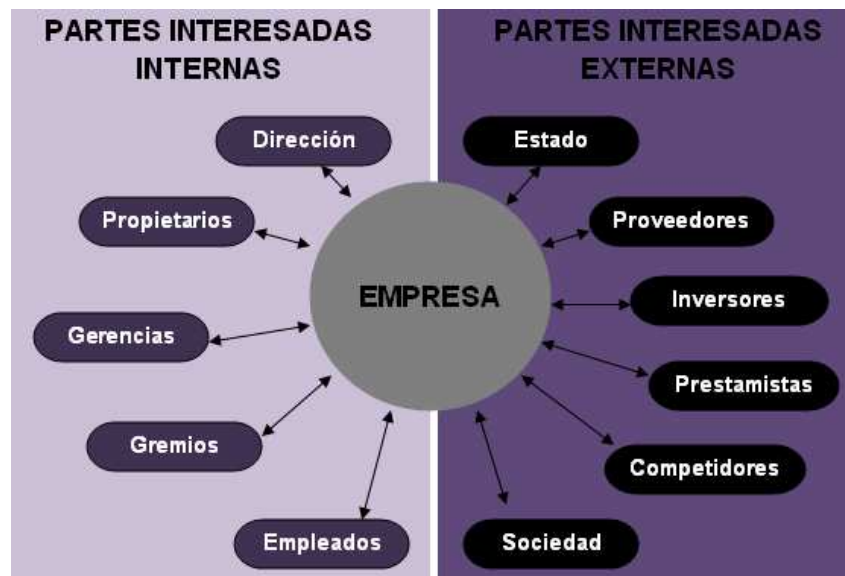 PARTES INTERESADAS
INTERNAS
PARTES INTERESADAS
EXTERNAS
Dirección
Propietarios
Gerencias
Gremios
Empleados
EMPRESA
Estado
Proveedores
Inversores
Prestamistas
Competidores
Sociedad